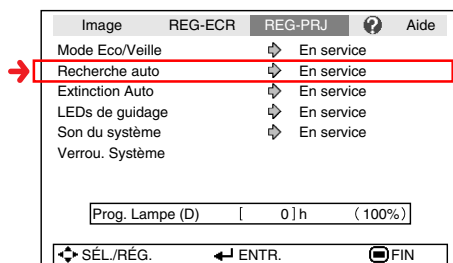 Image REG-ECR REG-PRJ ? Aide
Mode Eco/Veille En service
Recherche auto En service
Extinction Auto En service
LEDs de guidage En service
Son du système En service
Verrou. Système
Prog. Lampe (D) [ 0] h (100%)
SÉL./RÉG. ENTR. FIN